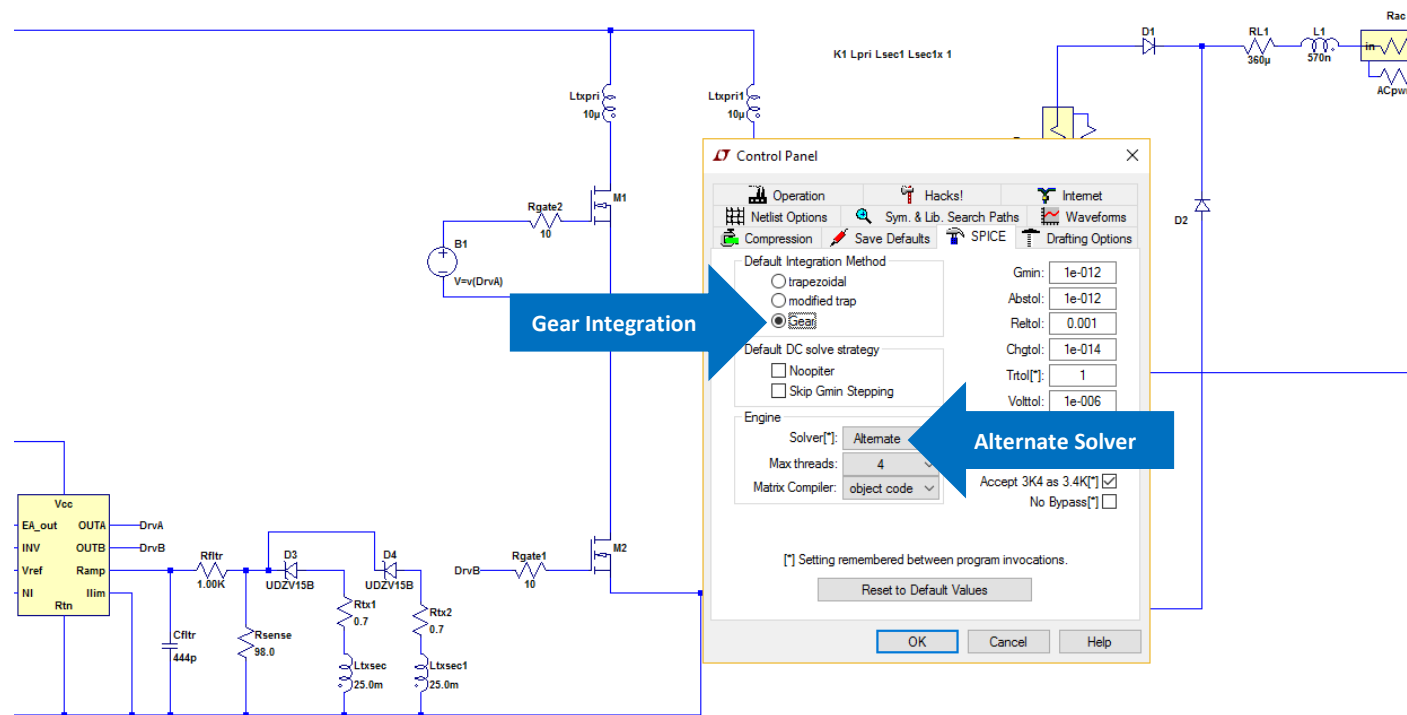 Rac
D1
RL1
L1
360µ
570n
in
ACpwr
K1 Lpri Lsec1 Lsec1x 1
Ltxpri
10µ
Ltxpri1
10µ
M1
Rgate2
10
B1
V=v(DrvA)
D2
Control Panel
Operation
Hacks!
Internet
Netlist Options
Sym. & Lib. Search Paths
Waveforms
Compression
Save Defaults
SPICE
Drafting Options
Default Integration Method
trapezoidal
modified trap
Gear
Default DC solve strategy
Noopiter
Skip Gmin Stepping
Engine
Solver[*]: Alternate
Max threads: 4
Matrix Compiler: object code
Gmin: 1e-012
Abstol: 1e-012
Reltol: 0.001
Chgtol: 1e-014
Trtol[*]: 1
Volttol: 1e-006
Accept 3K4 as 3.4K[*]
No Bypass[*]
[*] Setting remembered between program invocations.
Reset to Default Values
OK
Cancel
Help
Gear Integration
Alternate Solver
Vcc
EA_out OUTA
INV OUTB
Vref Ramp
NI Ilim
Rtn
DrvA
DrvB
Rfltr
1.00K
D3
UDZV15B
D4
UDZV15B
Rtx1
0.7
Rtx2
0.7
Cfltr
444p
Rsense
98.0
Ltxsec
25.0m
Ltxsec1
25.0m
DrvB
Rgate1
10
M2